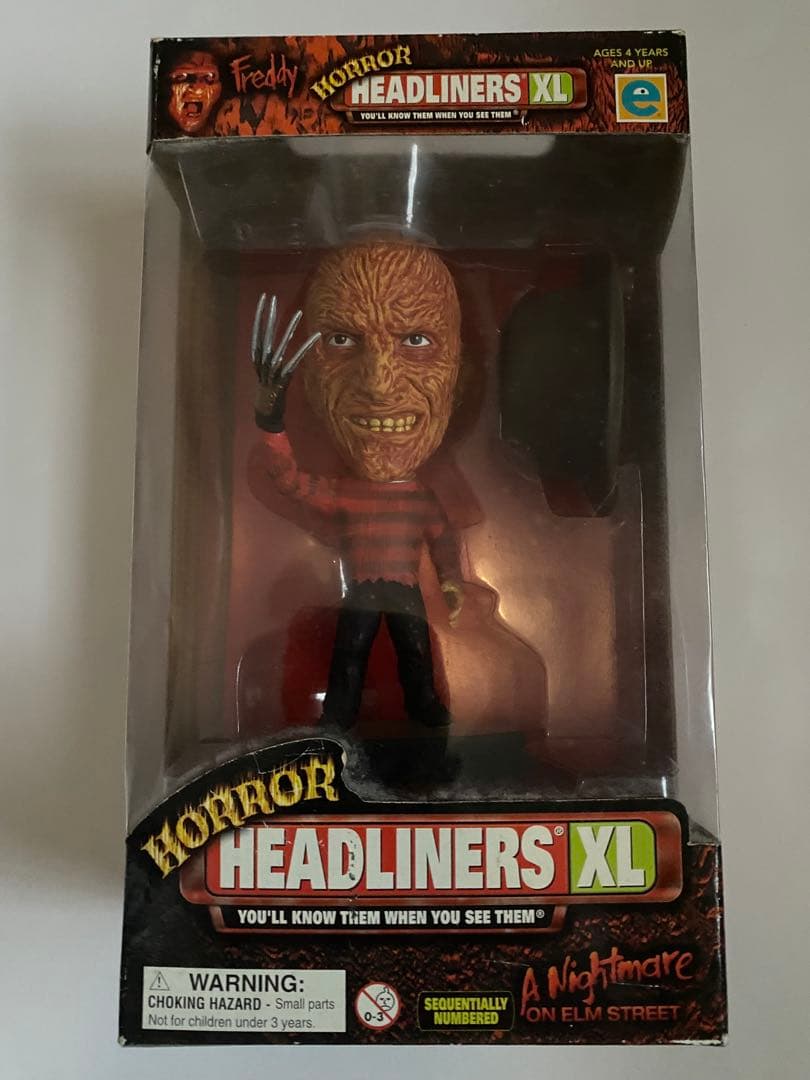 Freddy
HORROR
HEADLINERS XL
YOU'LL KNOW THEM WHEN YOU SEE THEM®
AGES 4 YEARS
AND UP
e
HORROR
HEADLINERS® XL
YOU'LL KNOW THEM WHEN YOU SEE THEM®
WARNING:
CHOKING HAZARD - Small parts
Not for children under 3 years.
0-3
SEQUENTIALLY
NUMBERED
A Nightmare
ON ELM STREET